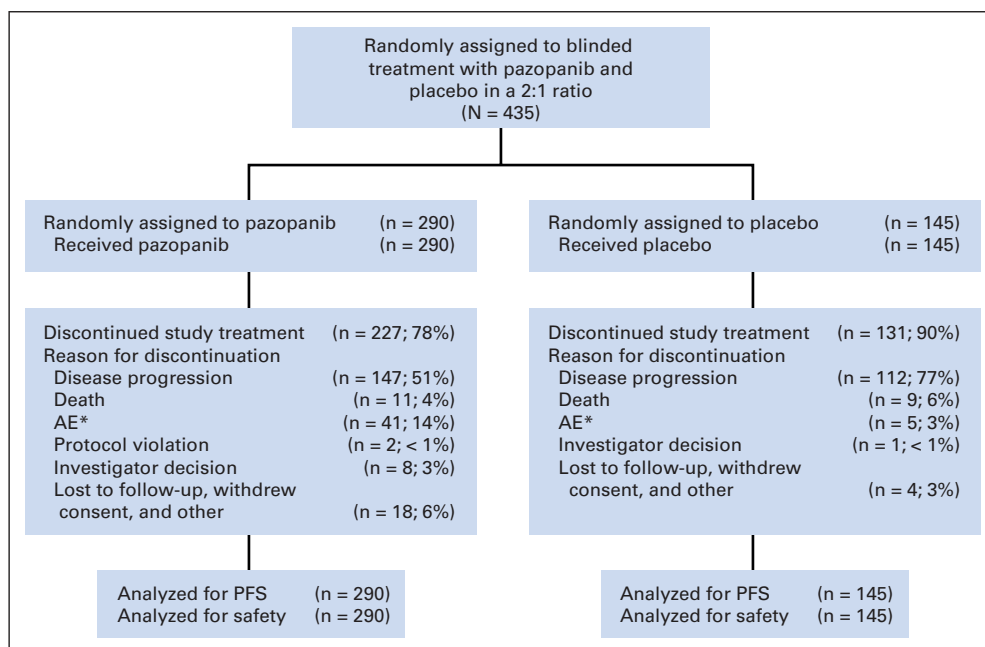 Randomly assigned to blinded
treatment with pazopanib and
placebo in a 2:1 ratio
(N = 435)
Randomly assigned to pazopanib (n = 290)
Received pazopanib (n = 290)
Discontinued study treatment (n = 227; 78%)
Reason for discontinuation
Disease progression (n = 147; 51%)
Death (n = 11; 4%)
AE* (n = 41; 14%)
Protocol violation (n = 2; < 1%)
Investigator decision (n = 8; 3%)
Lost to follow-up, withdrew
consent, and other (n = 18; 6%)
Analyzed for PFS (n = 290)
Analyzed for safety (n = 290)
Randomly assigned to placebo (n = 145)
Received placebo (n = 145)
Discontinued study treatment (n = 131; 90%)
Reason for discontinuation
Disease progression (n = 112; 77%)
Death (n = 9; 6%)
AE* (n = 5; 3%)
Investigator decision (n = 1; < 1%)
Lost to follow-up, withdrew
consent, and other (n = 4; 3%)
Analyzed for PFS (n = 145)
Analyzed for safety (n = 145)